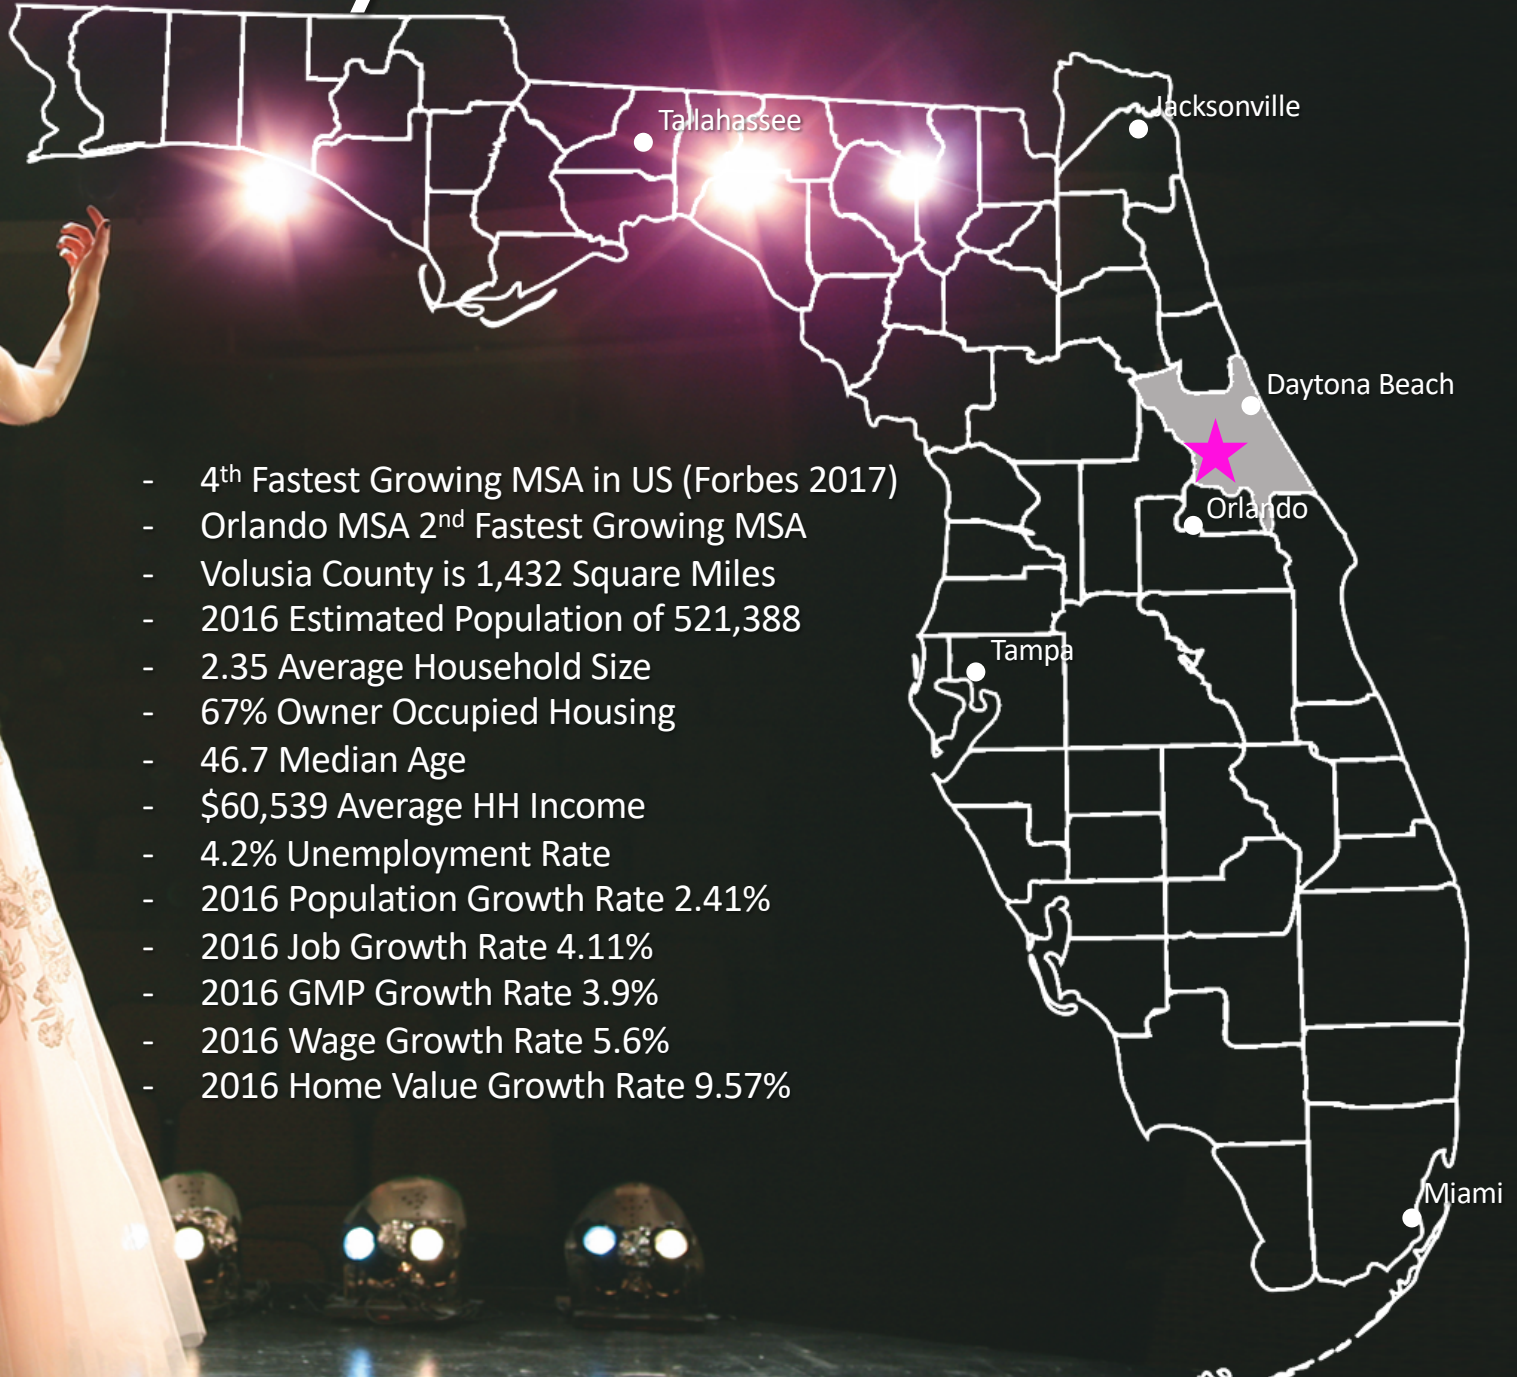 Tallahassee
Jacksonville
Daytona Beach
- 4th Fastest Growing MSA in US (Forbes 2017)
- Orlando MSA 2nd Fastest Growing MSA
Orlando
- Volusia County is 1,432 Square Miles
- 2016 Estimated Population of 521,388
- 2.35 Average Household Size
Tampa
- 67% Owner Occupied Housing
- 46.7 Median Age
- $60,539 Average HH Income
- 4.2% Unemployment Rate
- 2016 Population Growth Rate 2.41%
- 2016 Job Growth Rate 4.11%
- 2016 GMP Growth Rate 3.9%
- 2016 Wage Growth Rate 5.6%
- 2016 Home Value Growth Rate 9.57%
Miami